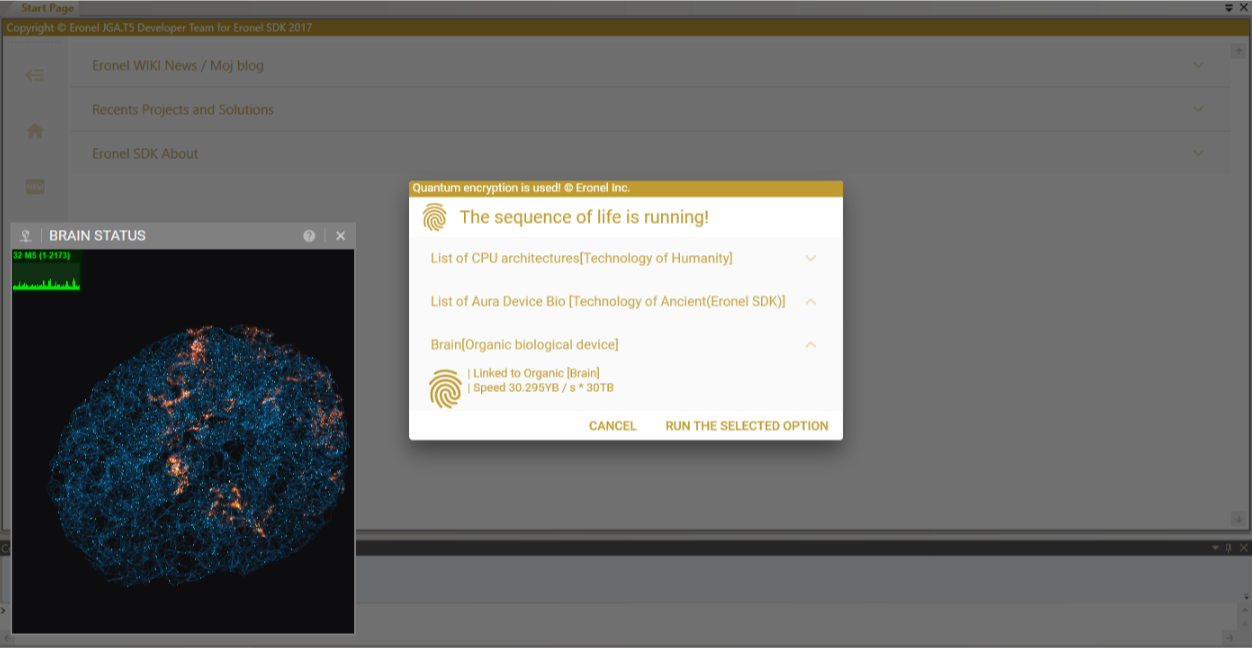 Start Page
Copyright © Eronel JGA.T5 Developer Team for Eronel SDK 2017
Eronel WIKI News / Moj blog
Recents Projects and Solutions
Eronel SDK About
Quantum encryption is used! © Eronel Inc.
The sequence of life is running!
List of CPU architectures[Technology of Humanity]
List of Aura Device Bio [Technology of Ancient(Eronel SDK)]
Brain[Organic biological device]
| Linked to Organic [Brain]
| Speed 30.295YB / s * 30TB
CANCEL RUN THE SELECTED OPTION
BRAIN STATUS
32 MS (1-2173)